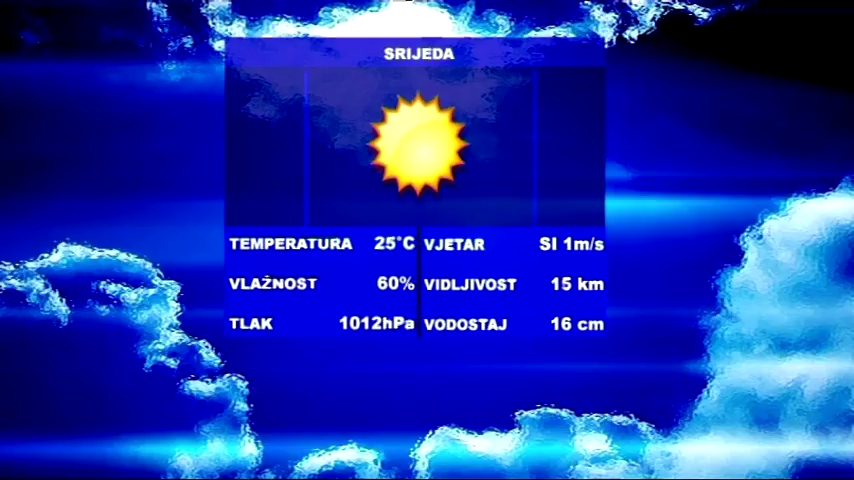 SRIJEDA
TEMPERATURA 25°C VJETAR SI 1m/s
VLAŽNOST 60% VIDLJIVOST 15 km
TLAK 1012hPa VODOSTAJ 16 cm